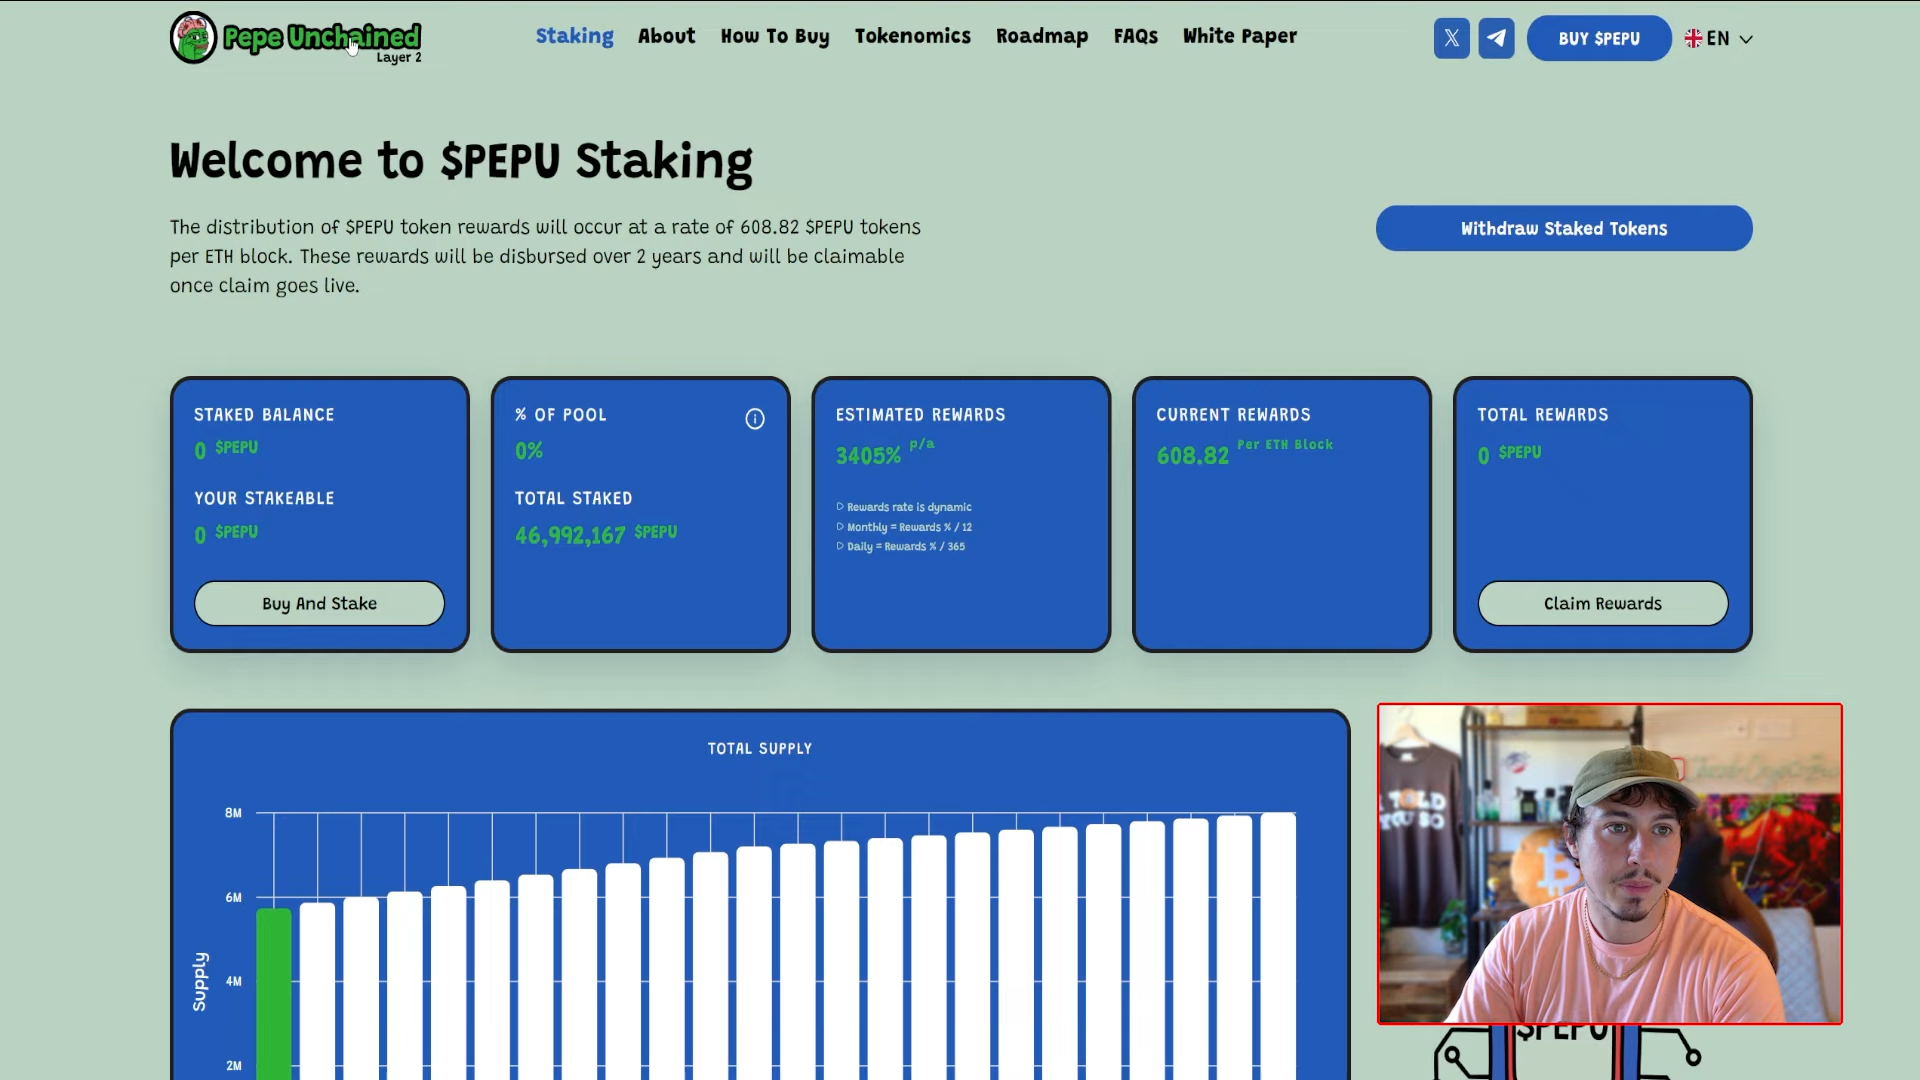 Pepe Unchained
Layer 2
Staking
About
How To Buy
Tokenomics
Roadmap
FAQs
White Paper
BUY $PEPU
EN
Welcome to $PEPU Staking
The distribution of $PEPU token rewards will occur at a rate of 608.82 $PEPU tokens
per ETH block. These rewards will be disbursed over 2 years and will be claimable
once claim goes live.
Withdraw Staked Tokens
STAKED BALANCE
0 $PEPU
YOUR STAKEABLE
0 $PEPU
Buy And Stake
% OF POOL
0%
TOTAL STAKED
46,992,167 $PEPU
ESTIMATED REWARDS
3405% p/a
Rewards rate is dynamic
Monthly = Rewards % / 12
Daily = Rewards % / 365
CURRENT REWARDS
608.82 Per ETH Block
TOTAL REWARDS
0 $PEPU
Claim Rewards
TOTAL SUPPLY
8M
6M
4M
2M
Supply
TOLD
YOU SO
$PEPU